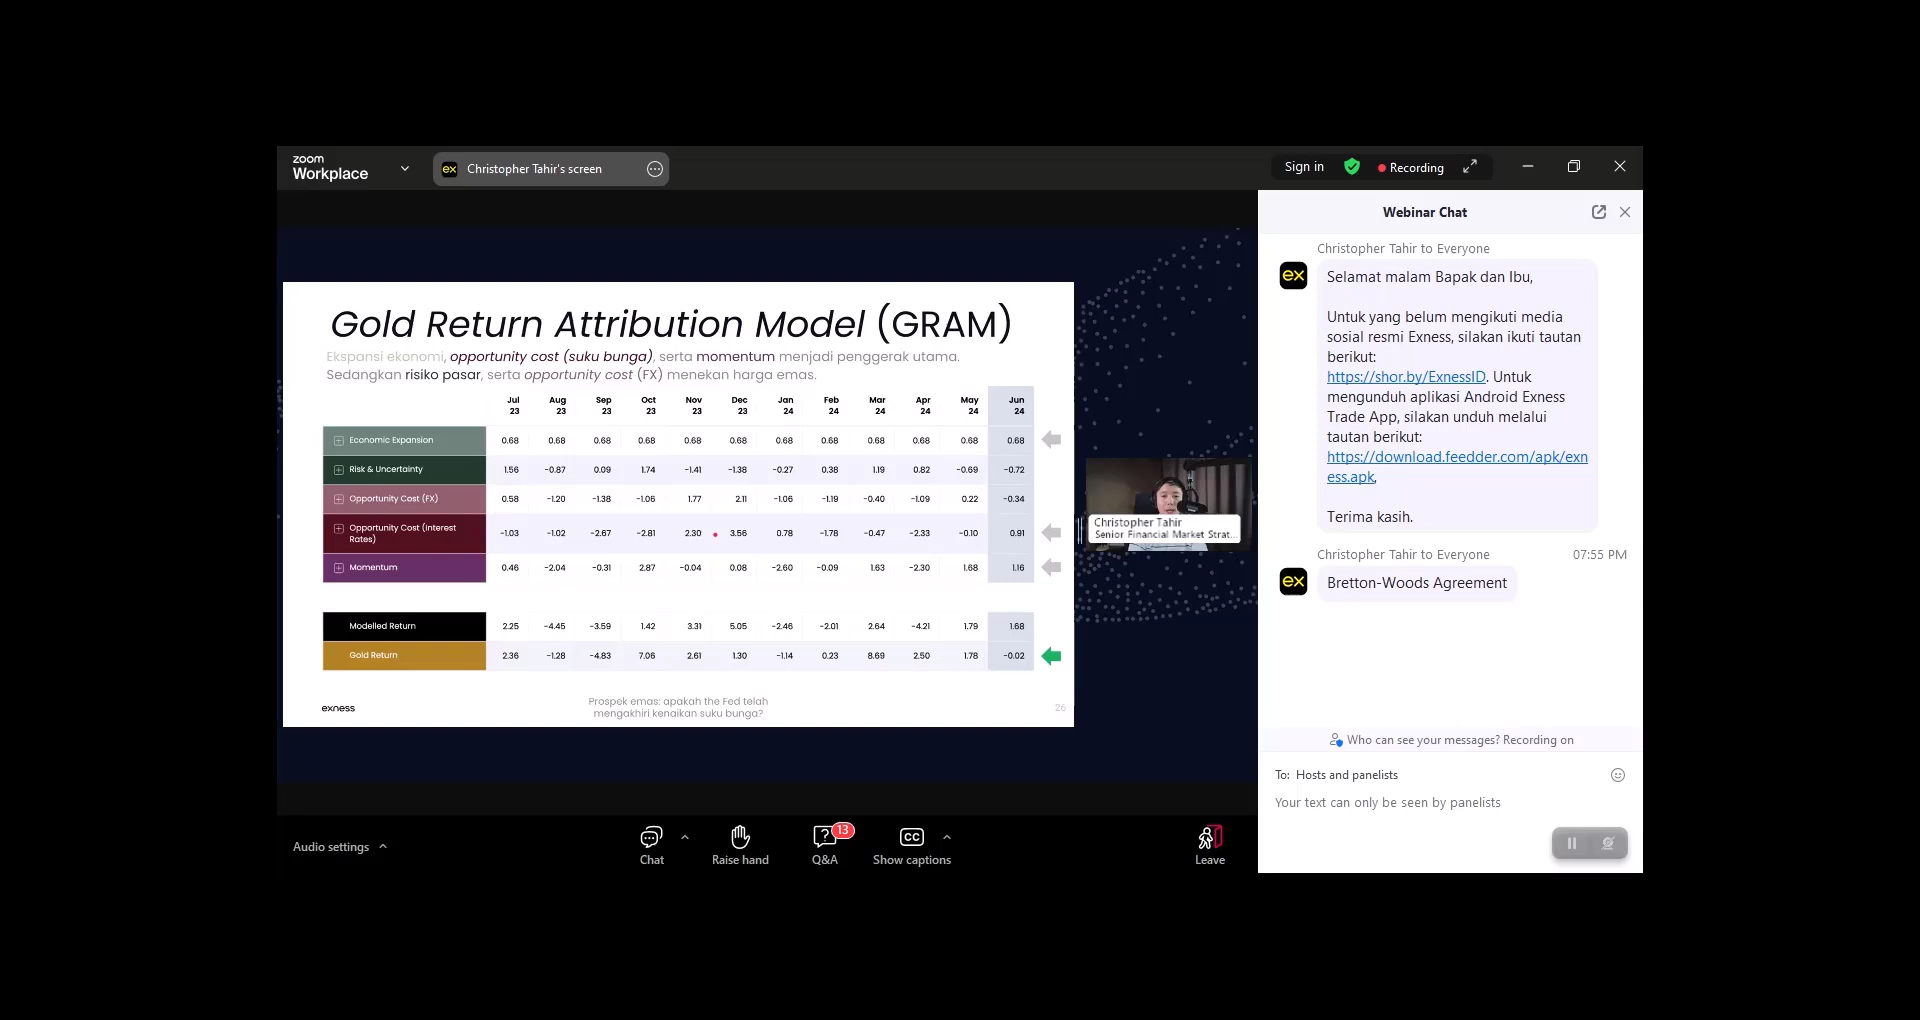 zoom
Workplace
ex
Christopher Tahir's screen
Sign in
Recording
Gold Return Attribution Model (GRAM)
Ekspansi ekonomi, opportunity cost (suku bunga), serta momentum menjadi penggerak utama.
Sedangkan risiko pasar, serta opportunity cost (FX) menekan harga emas.
Jul 23 Aug 23 Sep 23 Oct 23 Nov 23 Dec 23 Jan 24 Feb 24 Mar 24 Apr 24 May 24 Jun 24
Economic Expansion 0.68 0.68 0.68 0.68 0.68 0.68 0.68 0.68 0.68 0.68 0.68 0.68
Risk & Uncertainty 1.56 -0.87 0.09 1.74 -1.41 -1.38 -0.27 0.38 1.19 0.82 -0.69 -0.72
Opportunity Cost (FX) 0.58 -1.20 -1.38 -1.06 1.77 2.11 -1.06 -1.19 -0.40 -1.09 0.22 -0.34
Opportunity Cost (Interest Rates) -1.03 -1.02 -2.67 -2.81 2.30 3.56 0.78 -1.78 -0.47 -2.33 -0.10 0.91
Momentum 0.46 -2.04 -0.31 2.87 -0.04 0.08 -2.60 -0.09 1.63 -2.30 1.68 1.16
Modelled Return 2.25 -4.45 -3.59 1.42 3.31 5.05 -2.46 -2.01 2.64 -4.21 1.79 1.68
Gold Return 2.36 -1.28 -4.83 7.06 2.61 1.30 -1.14 0.23 8.69 2.50 1.78 -0.02
exness
Prospek emas: apakah the Fed telah
mengakhiri kenaikan suku bunga?
26
Christopher Tahir
Senior Financial Market Strat...
Webinar Chat
Christopher Tahir to Everyone
ex
Selamat malam Bapak dan Ibu,
Untuk yang belum mengikuti media
sosial resmi Exness, silakan ikuti tautan
berikut:
https://shor.by/ExnessID. Untuk
mengunduh aplikasi Android Exness
Trade App, silakan unduh melalui
tautan berikut:
https://download.feedder.com/apk/exn
ess.apk,
Terima kasih.
Christopher Tahir to Everyone 07:55 PM
ex
Bretton-Woods Agreement
Who can see your messages? Recording on
To: Hosts and panelists
Your text can only be seen by panelists
Audio settings
Chat
Raise hand
13
Q&A
CC
Show captions
Leave